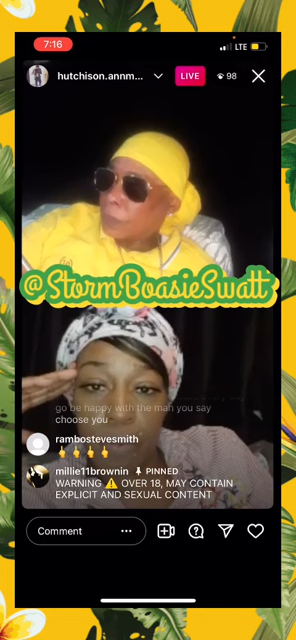 7:16
LTE
hutchison.annm...
LIVE
98
@StormBoasieSwatt
go be happy with the man you say
choose you
rambostevesmith
millie11brownin PINNED
WARNING ⚠️ OVER 18, MAY CONTAIN
EXPLICIT AND SEXUAL CONTENT
Comment